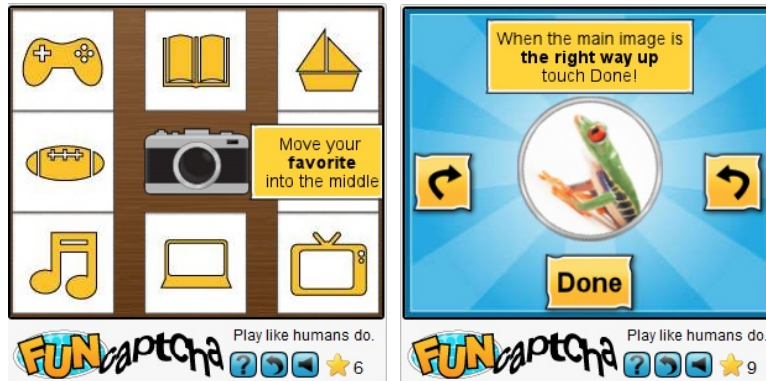 Move your
favorite
into the middle
FUNcaptcha
Play like humans do.
? 6
When the main image is
the right way up
touch Done!
Done
FUNcaptcha
Play like humans do.
? 9